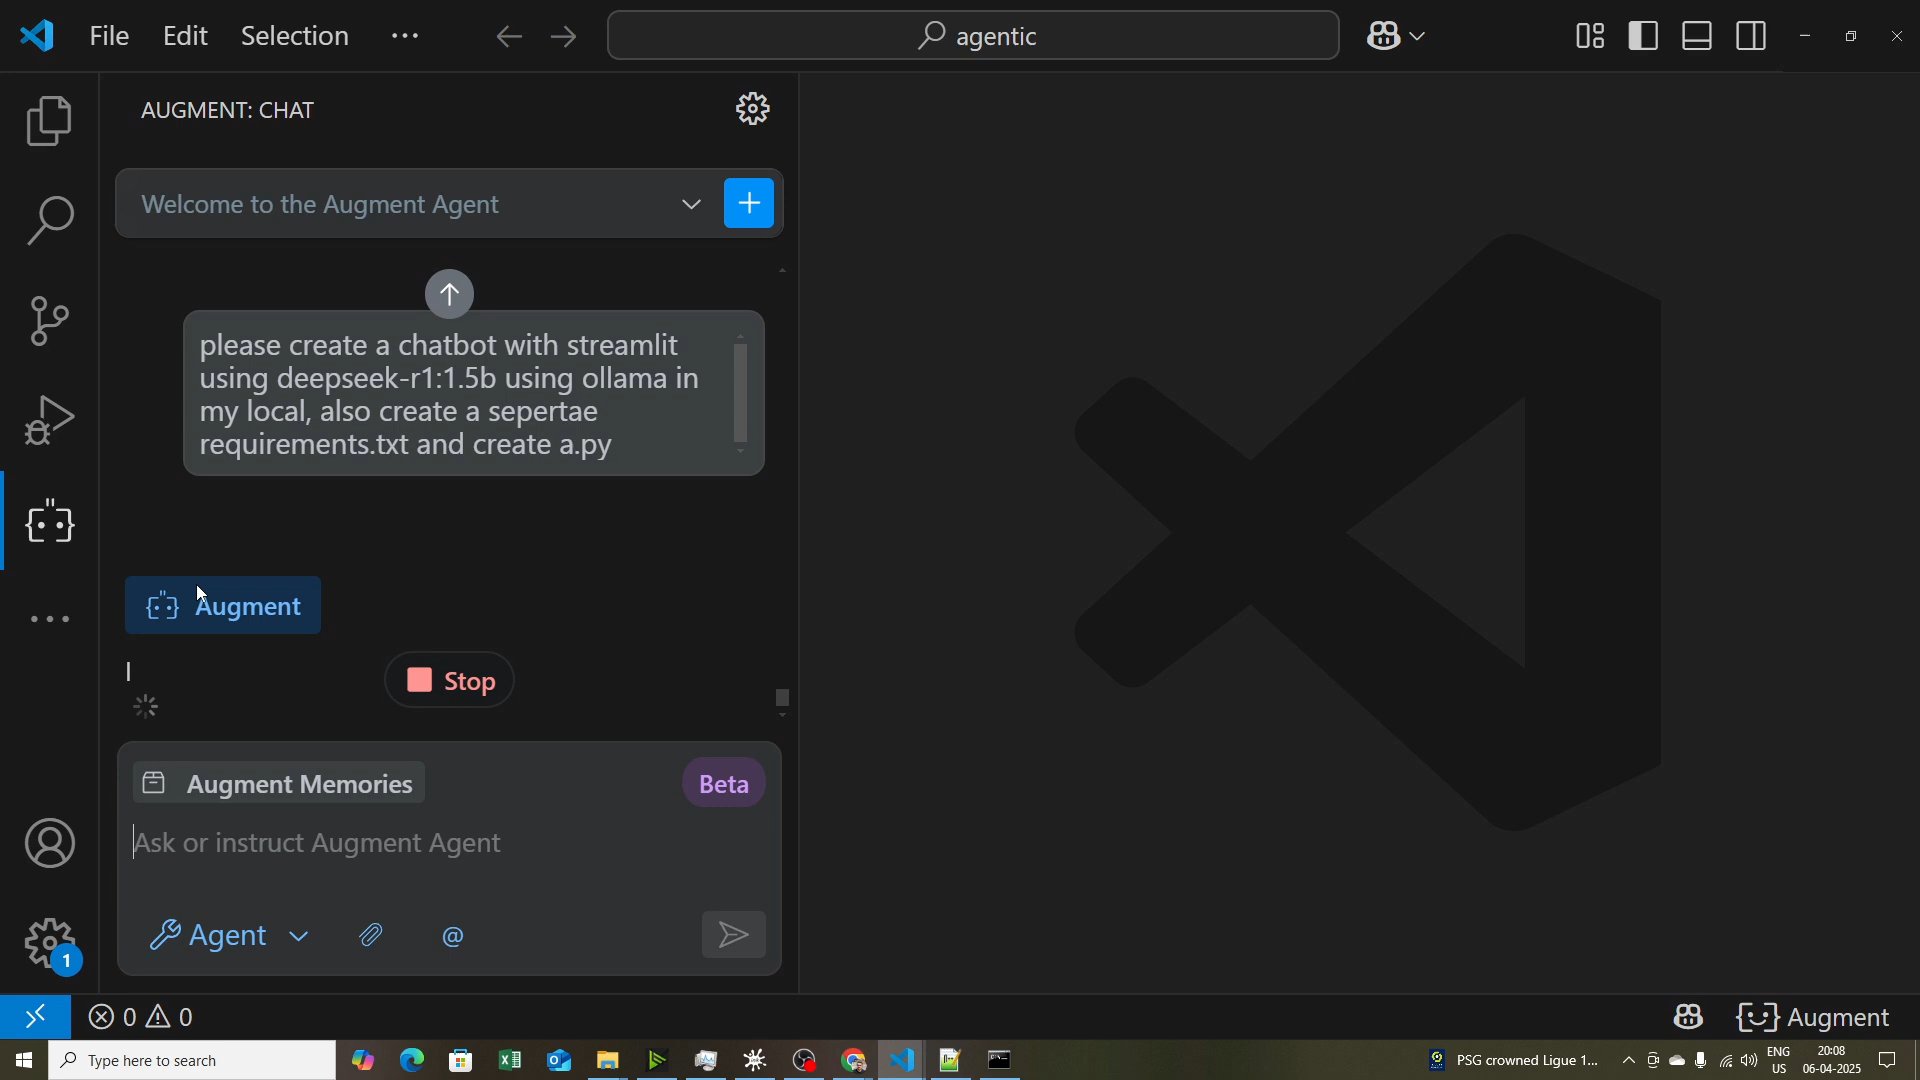 File Edit Selection ...
agentic
AUGMENT: CHAT
Welcome to the Augment Agent
please create a chatbot with streamlit
using deepseek-r1:1.5b using ollama in
my local, also create a sepertae
requirements.txt and create a.py
Augment
Stop
Augment Memories
Beta
Ask or instruct Augment Agent
Agent
@
1
0 0
Augment
Type here to search
PSG crowned Ligue 1...
ENG
US
20:08
06-04-2025